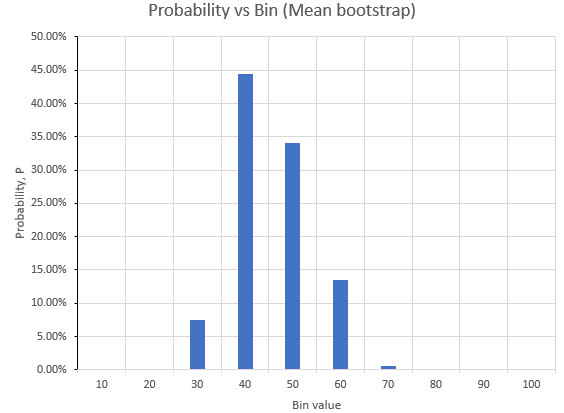 Probability vs Bin (Mean bootstrap)
50.00%
45.00%
40.00%
35.00%
30.00%
25.00%
20.00%
15.00%
10.00%
5.00%
0.00%
Probability, P
10 20 30 40 50 60 70 80 90 100
Bin value